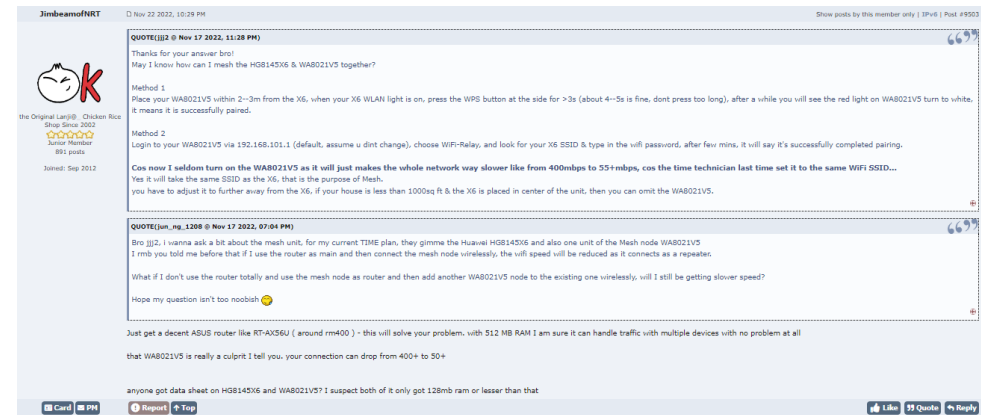 JimbeamofNRT
Nov 22 2022, 10:29 PM
Show posts by this member only | IPv6 | Post #9503
k
the Original Lanji@_ Chicken Rice
Shop Since 2002
Junior Member
891 posts
Joined: Sep 2012
QUOTE(jjj2 @ Nov 17 2022, 11:28 PM)
Thanks for your answer bro!
May I know how can I mesh the HG8145X6 & WA8021V5 together?
Method 1
Place your WA8021V5 within 2--3m from the X6, when your X6 WLAN light is on, press the WPS button at the side for >3s (about 4--5s is fine, dont press too long), after a while you will see the red light on WA8021V5 turn to white,
it means it is successfully paired.
Method 2
Login to your WA8021V5 via 192.168.101.1 (default, assume u dint change), choose WiFi-Relay, and look for your X6 SSID & type in the wifi password, after few mins, it will say it's successfully completed pairing.
Cos now I seldom turn on the WA8021V5 as it will just makes the whole network way slower like from 400mbps to 55+mbps, cos the time technician last time set it to the same WiFi SSID...
Yes it will take the same SSID as the X6, that is the purpose of Mesh.
you have to adjust it to further away from the X6, if your house is less than 1000sq ft & the X6 is placed in center of the unit, then you can omit the WA8021V5.
QUOTE(jun_ng_1208 @ Nov 17 2022, 07:04 PM)
Bro jjj2, i wanna ask a bit about the mesh unit, for my current TIME plan, they gimme the Huawei HG8145X6 and also one unit of the Mesh node WA8021V5
I rmb you told me before that if I use the router as main and then connect the mesh node wirelessly, the wifi speed will be reduced as it connects as a repeater.
What if I don't use the router totally and use the mesh node as router and then add another WA8021V5 node to the existing one wirelessly, will I still be getting slower speed?
Hope my question isn't too noobish
Just get a decent ASUS router like RT-AX56U ( around rm400 ) - this will solve your problem. with 512 MB RAM I am sure it can handle traffic with multiple devices with no problem at all
that WA8021V5 is really a culprit I tell you. your connection can drop from 400+ to 50+
anyone got data sheet on HG8145X6 and WA8021V5? I suspect both of it only got 128mb ram or lesser than that
Card PM Report Top Like Quote Reply